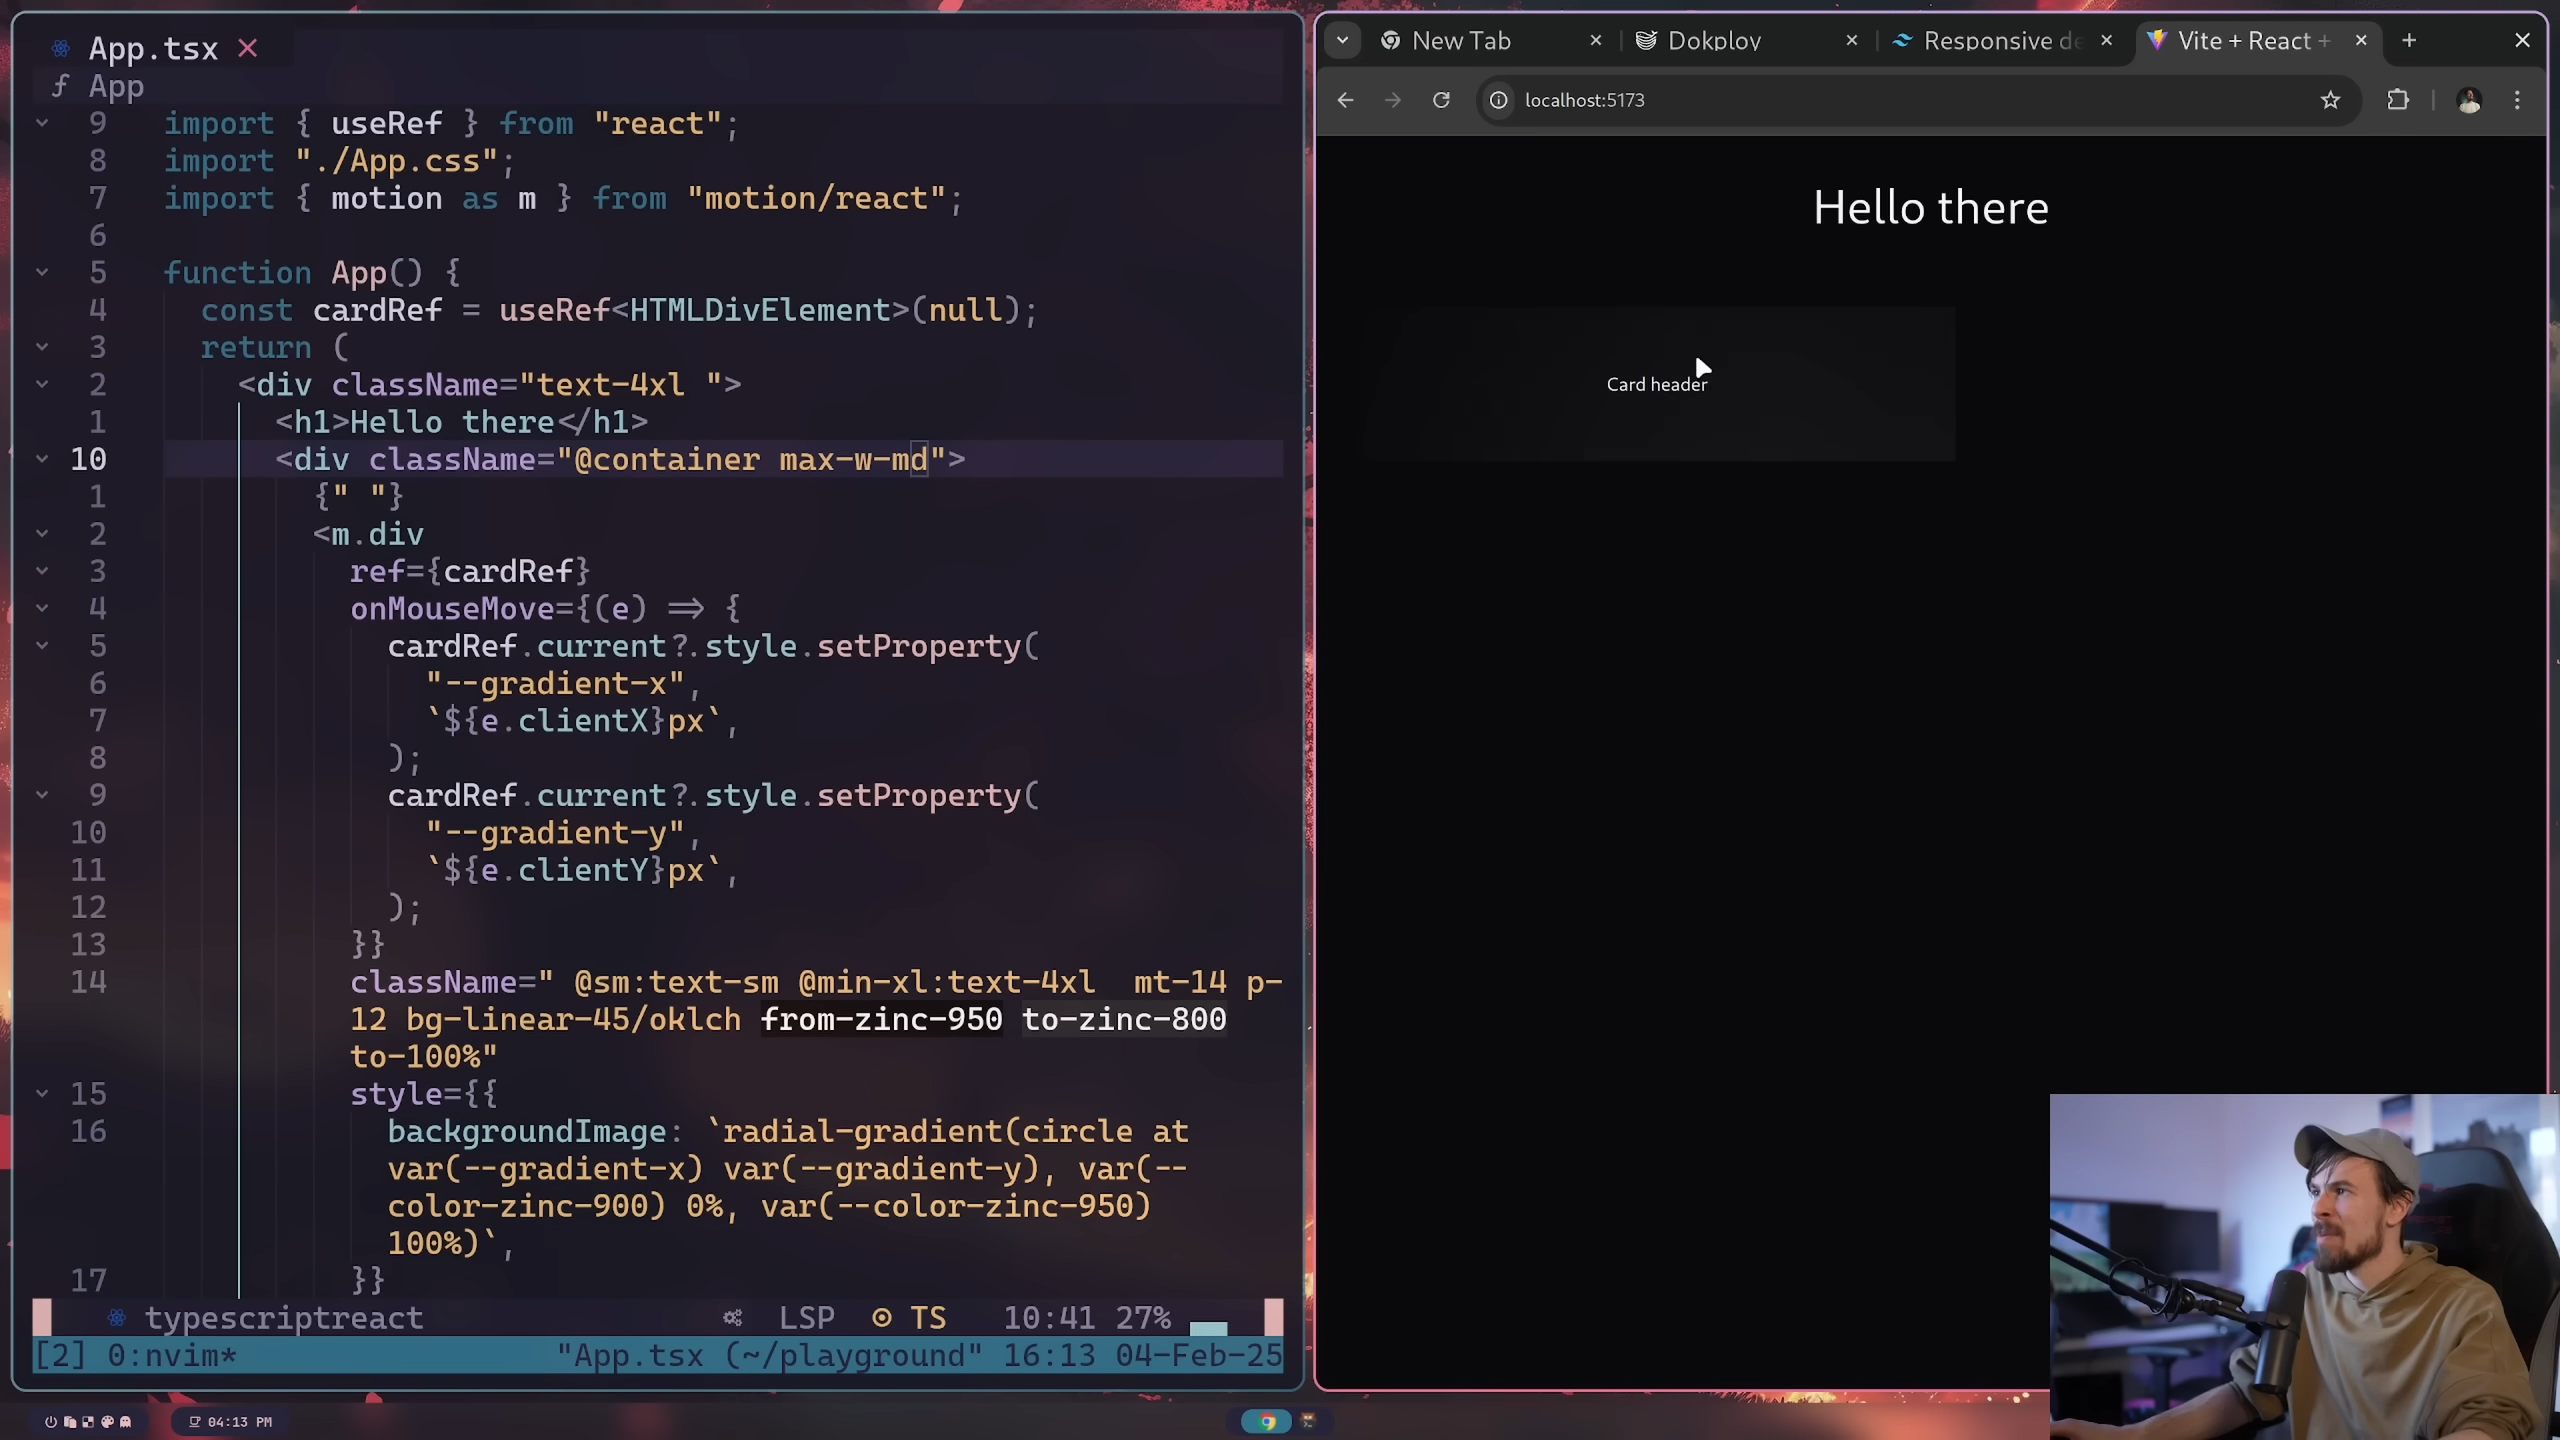 App.tsx
App
9 import { useRef } from "react";
8 import "./App.css";
7 import { motion as m } from "motion/react";
6
5 function App() {
4 const cardRef = useRef<HTMLDivElement>(null);
3 return (
2 <div className="text-4xl ">
1 <h1>Hello there</h1>
10 <div className="@container max-w-md">
1 {" "}
2 <m.div
3 ref={cardRef}
4 onMouseMove={(e) => {
5 cardRef.current?.style.setProperty(
6 "--gradient-x",
7 `${e.clientX}px`,
8 );
9 cardRef.current?.style.setProperty(
10 "--gradient-y",
11 `${e.clientY}px`,
12 );
13 }}
14 className=" @sm:text-sm @min-xl:text-4xl  mt-14 p-
12 bg-linear-45/oklch from-zinc-950 to-zinc-800
to-100%"
15 style={{
16 backgroundImage: `radial-gradient(circle at
var(--gradient-x) var(--gradient-y), var(--
color-zinc-900) 0%, var(--color-zinc-950)
100%)`,
17 }}
typescriptreact LSP TS 10:41 27%
[2] 0:nvim* "App.tsx (~/playground" 16:13 04-Feb-25
04:13 PM
New Tab
Dokploy
Responsive de
Vite + React +
localhost:5173
Hello there
Card header